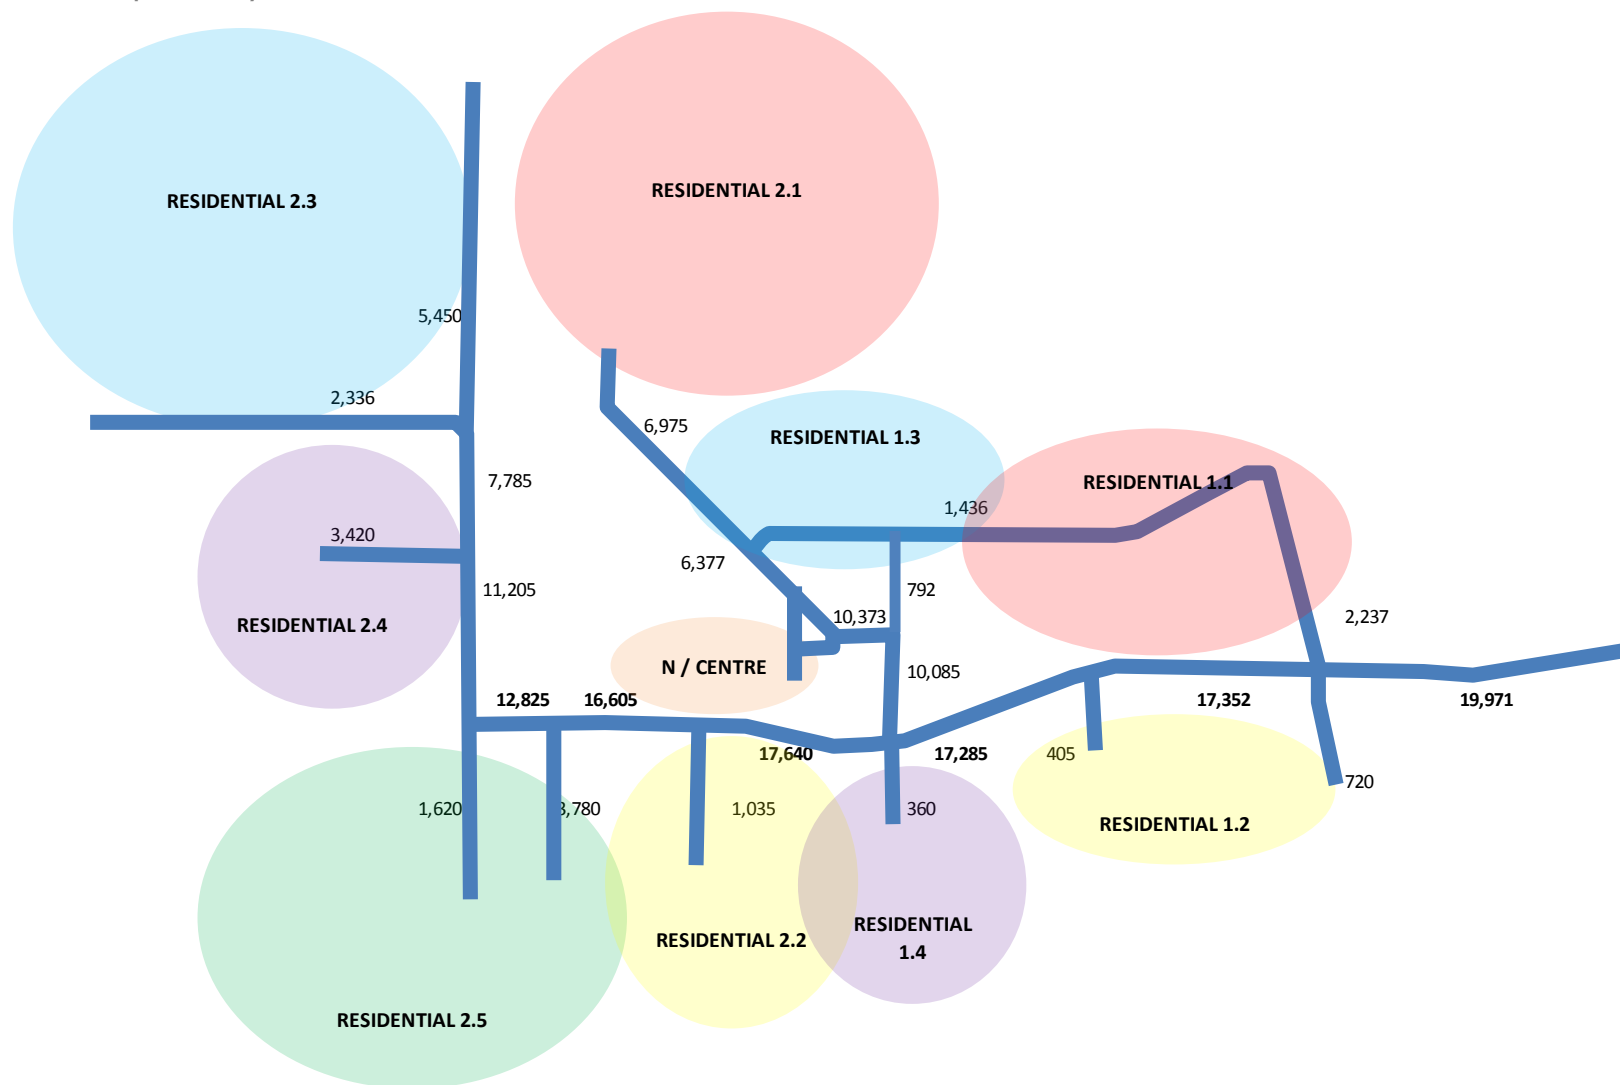 RESIDENTIAL 2.3
RESIDENTIAL 2.1
5,450
2,336
6,975
RESIDENTIAL 1.3
7,785
RESIDENTIAL 1.1
1,436
3,420
6,377
11,205
792
10,373
2,237
RESIDENTIAL 2.4
N / CENTRE
10,085
12,825
16,605
17,352
19,971
17,640
17,285
405
720
1,620
3,780
1,035
360
RESIDENTIAL 1.2
RESIDENTIAL
1.4
RESIDENTIAL 2.2
RESIDENTIAL 2.5